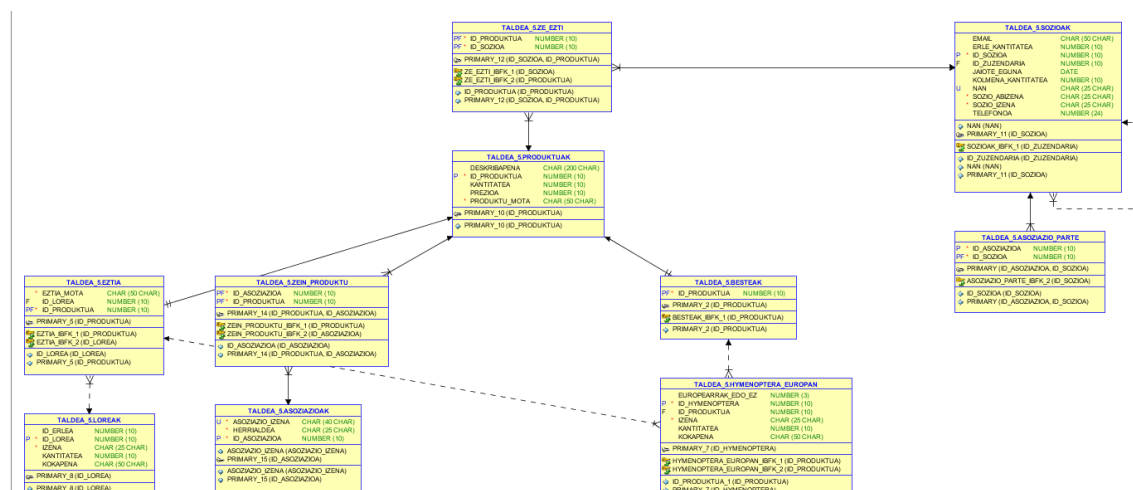 TALDEA_5.ZE_EZTI
PF* ID_PRODUKTUA NUMBER (10)
PF* ID_SOZIOA NUMBER (10)
PRIMARY_12 (ID_SOZIOA, ID_PRODUKTUA)
ZE_EZTI_IBFK_1 (ID_SOZIOA)
ZE_EZTI_IBFK_2 (ID_PRODUKTUA)
ID_PRODUKTUA (ID_PRODUKTUA)
PRIMARY_12 (ID_SOZIOA, ID_PRODUKTUA)
TALDEA_5.SOZIOAK
EMAIL CHAR (50 CHAR)
ERLE_KANTITATEA NUMBER (10)
P * ID_SOZIOA NUMBER (10)
F ID_ZUZENDARIA NUMBER (10)
JAIOTE_EGUNA DATE
KOLMENA_KANTITATEA NUMBER (10)
U NAN CHAR (25 CHAR)
* SOZIO_ABIZENA CHAR (25 CHAR)
* SOZIO_IZENA CHAR (25 CHAR)
TELEFONOA NUMBER (24)
NAN (NAN)
PRIMARY_11 (ID_SOZIOA)
SOZIOAK_IBFK_1 (ID_ZUZENDARIA)
ID_ZUZENDARIA (ID_ZUZENDARIA)
NAN (NAN)
PRIMARY_11 (ID_SOZIOA)
TALDEA_5.PRODUKTUAK
DESKRIBAPENA CHAR (200 CHAR)
P * ID_PRODUKTUA NUMBER (10)
KANTITATEA NUMBER (10)
PREZIOA NUMBER (10)
* PRODUKTU_MOTA CHAR (50 CHAR)
PRIMARY_10 (ID_PRODUKTUA)
PRIMARY_10 (ID_PRODUKTUA)
TALDEA_5.ASOZIAZIO_PARTE
P * ID_ASOZIAZIOA NUMBER (10)
PF* ID_SOZIOA NUMBER (10)
PRIMARY (ID_ASOZIAZIOA, ID_SOZIOA)
ASOZIAZIO_PARTE_IBFK_2 (ID_SOZIOA)
ID_SOZIOA (ID_SOZIOA)
PRIMARY (ID_ASOZIAZIOA, ID_SOZIOA)
TALDEA_5.EZTIA
* EZTIA_MOTA CHAR (50 CHAR)
F ID_LOREA NUMBER (10)
PF* ID_PRODUKTUA NUMBER (10)
PRIMARY_5 (ID_PRODUKTUA)
EZTIA_IBFK_1 (ID_PRODUKTUA)
EZTIA_IBFK_2 (ID_LOREA)
ID_LOREA (ID_LOREA)
PRIMARY_5 (ID_PRODUKTUA)
TALDEA_5.ZEIN_PRODUKTU
PF* ID_ASOZIAZIOA NUMBER (10)
PF* ID_PRODUKTUA NUMBER (10)
PRIMARY_14 (ID_PRODUKTUA, ID_ASOZIAZIOA)
ZEIN_PRODUKTU_IBFK_1 (ID_PRODUKTUA)
ZEIN_PRODUKTU_IBFK_2 (ID_ASOZIAZIOA)
ID_ASOZIAZIOA (ID_ASOZIAZIOA)
PRIMARY_14 (ID_PRODUKTUA, ID_ASOZIAZIOA)
TALDEA_5.BESTEAK
PF* ID_PRODUKTUA NUMBER (10)
PRIMARY_2 (ID_PRODUKTUA)
BESTEAK_IBFK_1 (ID_PRODUKTUA)
PRIMARY_2 (ID_PRODUKTUA)
TALDEA_5.LOREAK
ID_ERLEA NUMBER (10)
P * ID_LOREA NUMBER (10)
* IZENA CHAR (25 CHAR)
KANTITATEA NUMBER (10)
KOKAPENA CHAR (50 CHAR)
PRIMARY_8 (ID_LOREA)
PRIMARY_8 (ID_LOREA)
TALDEA_5.ASOZIAZIOAK
U * ASOZIAZIO_IZENA CHAR (40 CHAR)
* HERRIALDEA CHAR (25 CHAR)
P * ID_ASOZIAZIOA NUMBER (10)
ASOZIAZIO_IZENA (ASOZIAZIO_IZENA)
PRIMARY_15 (ID_ASOZIAZIOA)
ASOZIAZIO_IZENA (ASOZIAZIO_IZENA)
PRIMARY_15 (ID_ASOZIAZIOA)
TALDEA_5.HYMENOPTERA_EUROPAN
EUROPEARRAK_EDO_EZ NUMBER (3)
P * ID_HYMENOPTERA NUMBER (10)
F ID_PRODUKTUA NUMBER (10)
* IZENA CHAR (25 CHAR)
KANTITATEA NUMBER (10)
KOKAPENA CHAR (50 CHAR)
PRIMARY_7 (ID_HYMENOPTERA)
HYMENOPTERA_EUROPAN_IBFK_1 (ID_PRODUKTUA)
HYMENOPTERA_EUROPAN_IBFK_2 (ID_PRODUKTUA)
ID_PRODUKTUA_1 (ID_PRODUKTUA)
PRIMARY_7 (ID_HYMENOPTERA)